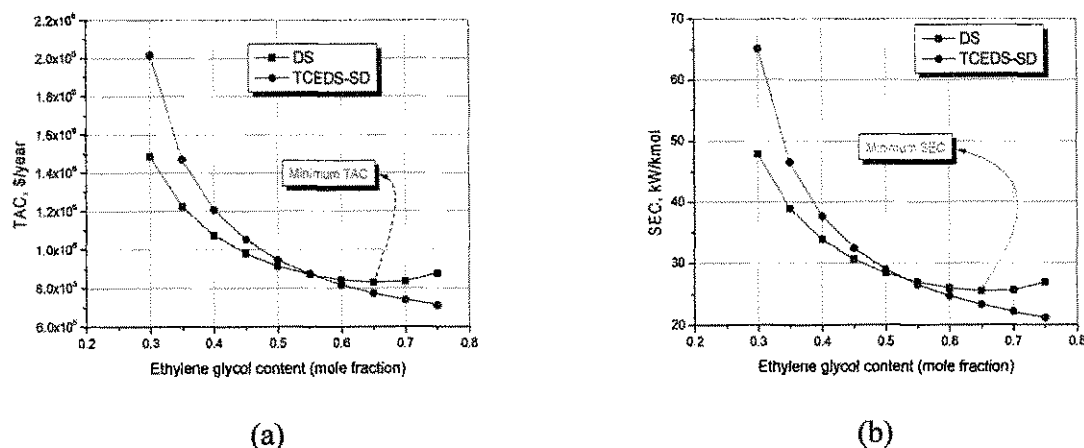 2.2x10⁶
2.0x10⁶
1.8x10⁶
1.6x10⁶
1.4x10⁶
1.2x10⁶
1.0x10⁶
8.0x10⁵
6.0x10⁵
TAC, $/year
DS
TCEDS-SD
Minimum TAC
0.2 0.3 0.4 0.5 0.6 0.7 0.8
Ethylene glycol content (mole fraction)
(a)
70
60
50
40
30
20
SEC, kW/kmol
DS
TCEDS-SD
Minimum SEC
0.2 0.3 0.4 0.5 0.6 0.7 0.8
Ethylene glycol content (mole fraction)
(b)